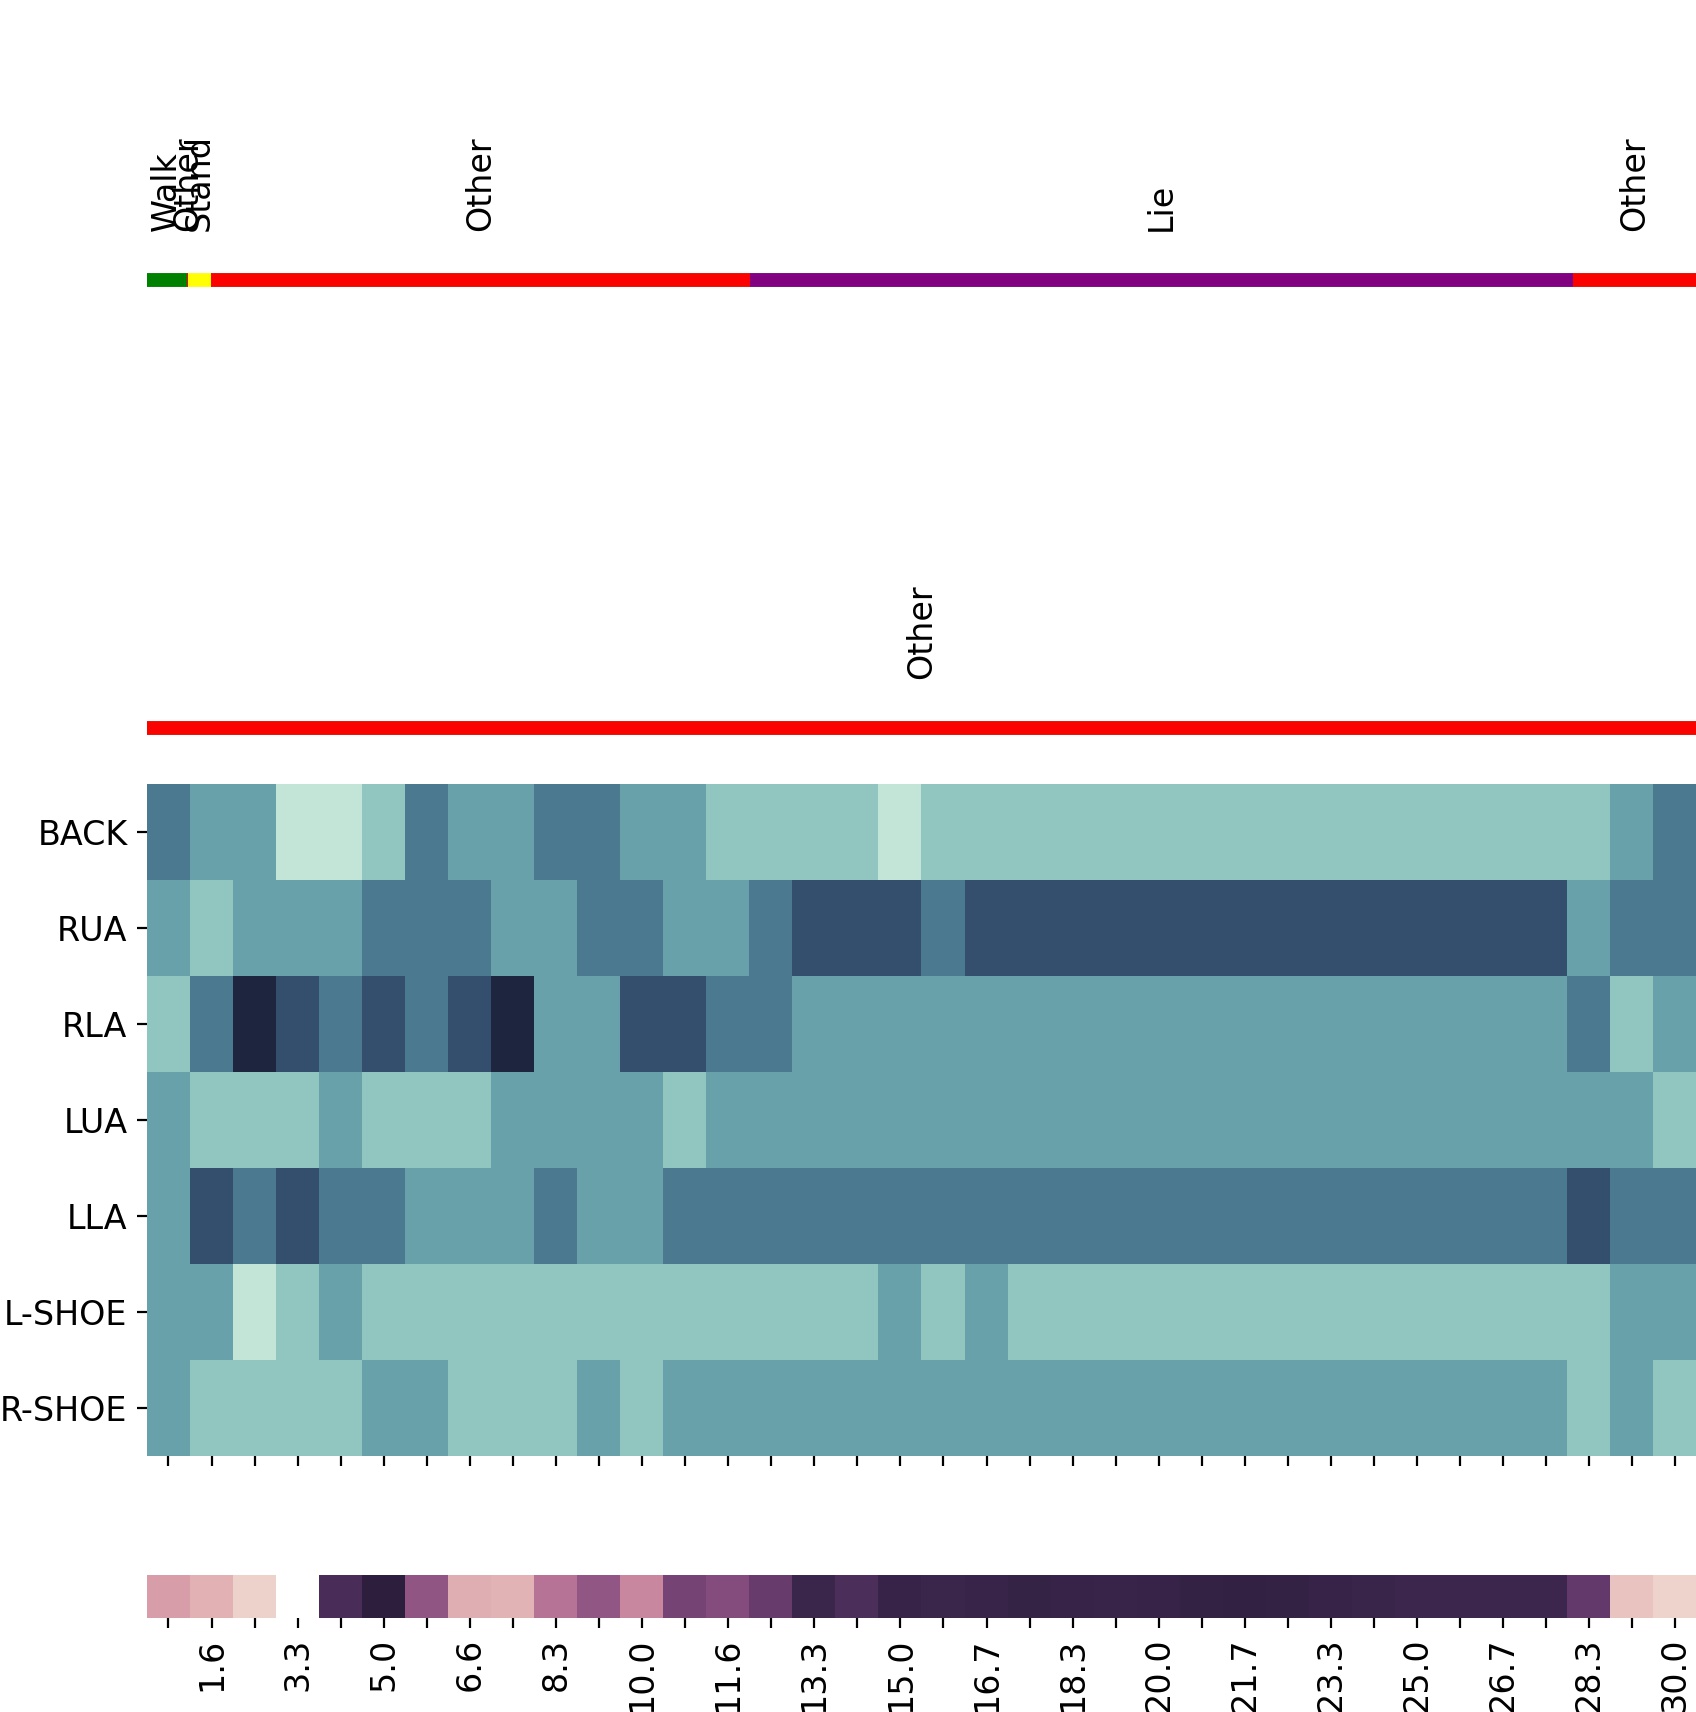 Walk
Other
Stand
Other
Lie
Other
Other
BACK
RUA
RLA
LUA
LLA
L-SHOE
R-SHOE
1.6
3.3
5.0
6.6
8.3
10.0
11.6
13.3
15.0
16.7
18.3
20.0
21.7
23.3
25.0
26.7
28.3
30.0